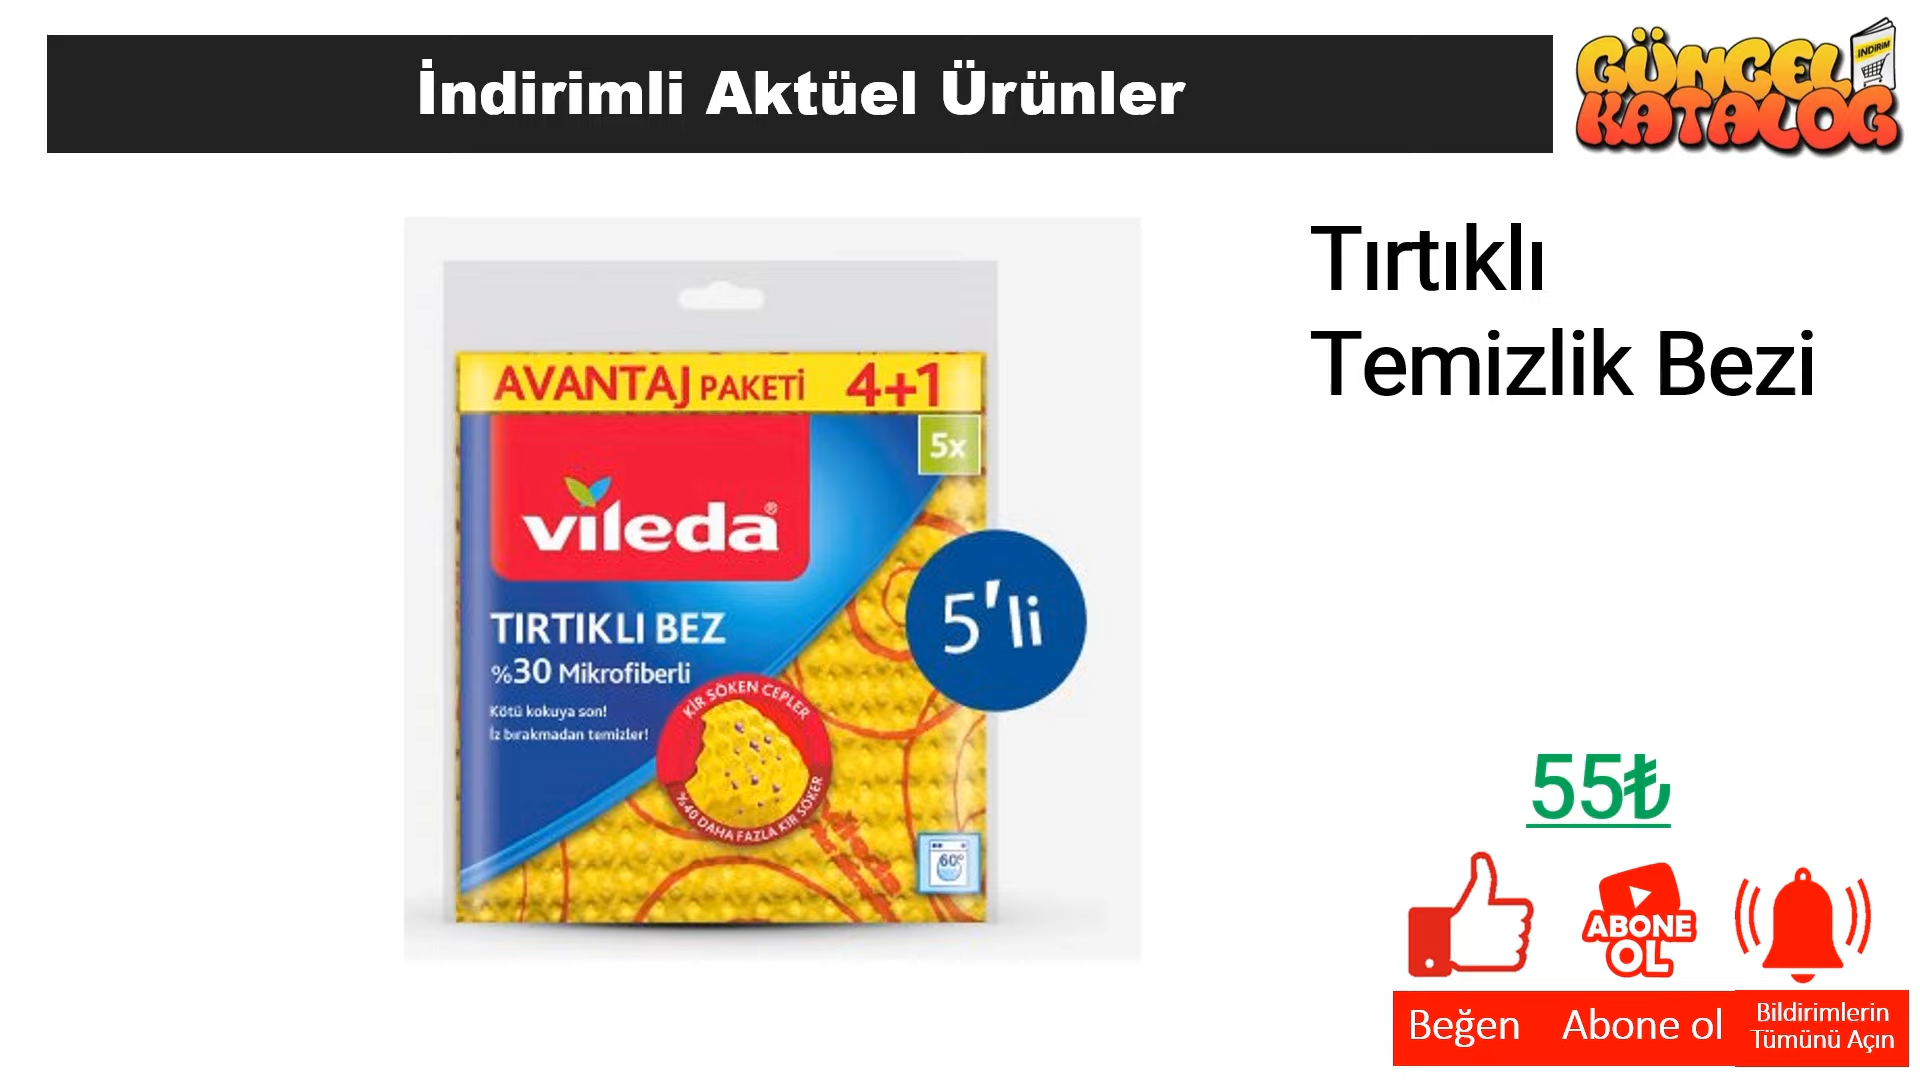 İndirimli Aktüel Ürünler
GÜNCEL
KATALOG
İNDİRİM
Tırtıklı
Temizlik Bezi
AVANTAJ PAKETİ 4+1
5x
vileda®
5'li
TIRTIKLI BEZ
%30 Mikrofiberli
Kötü kokuya son!
İz bırakmadan temizler!
KİR SÖKEN CEPLER
%40 DAHA FAZLA KİR SÖKER
60°
55₺
ABONE
OL
Beğen
Abone ol
Bildirimlerin
Tümünü Açın